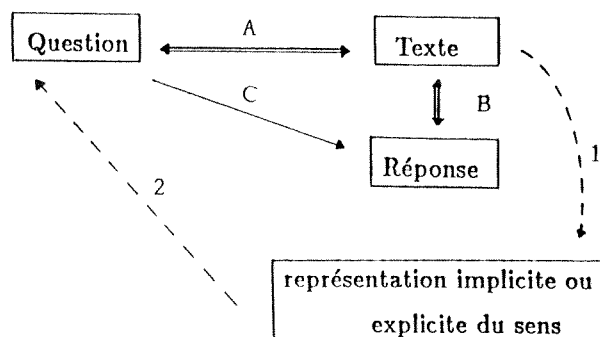 A
Question
Texte
C
B
Réponse
1
2
représentation implicite ou
explicite du sens